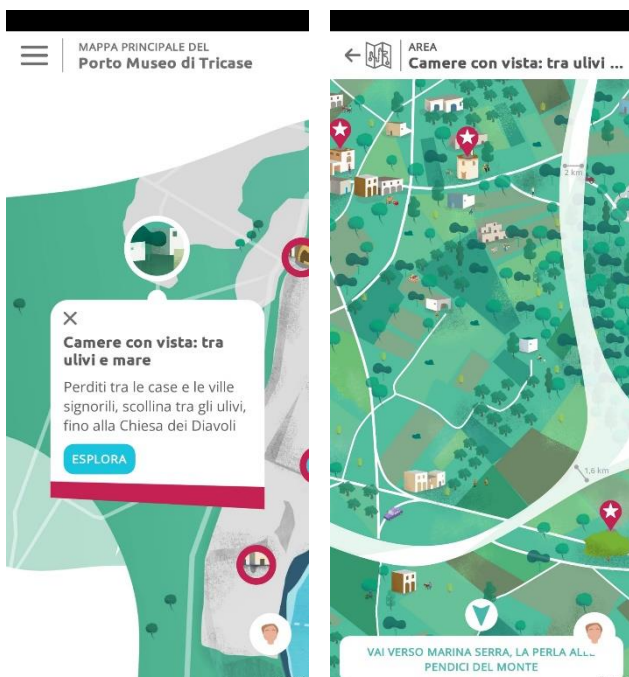 MAPPA PRINCIPALE DEL
Porto Museo di Tricase
Camere con vista: tra
ulivi e mare
Perditi tra le case e le ville
signorili, scollina tra gli ulivi,
fino alla Chiesa dei Diavoli
ESPLORA
AREA
Camere con vista: tra ulivi ...
2 km
1,6 km
VAI VERSO MARINA SERRA, LA PERLA
PENDICI DEL MONTE